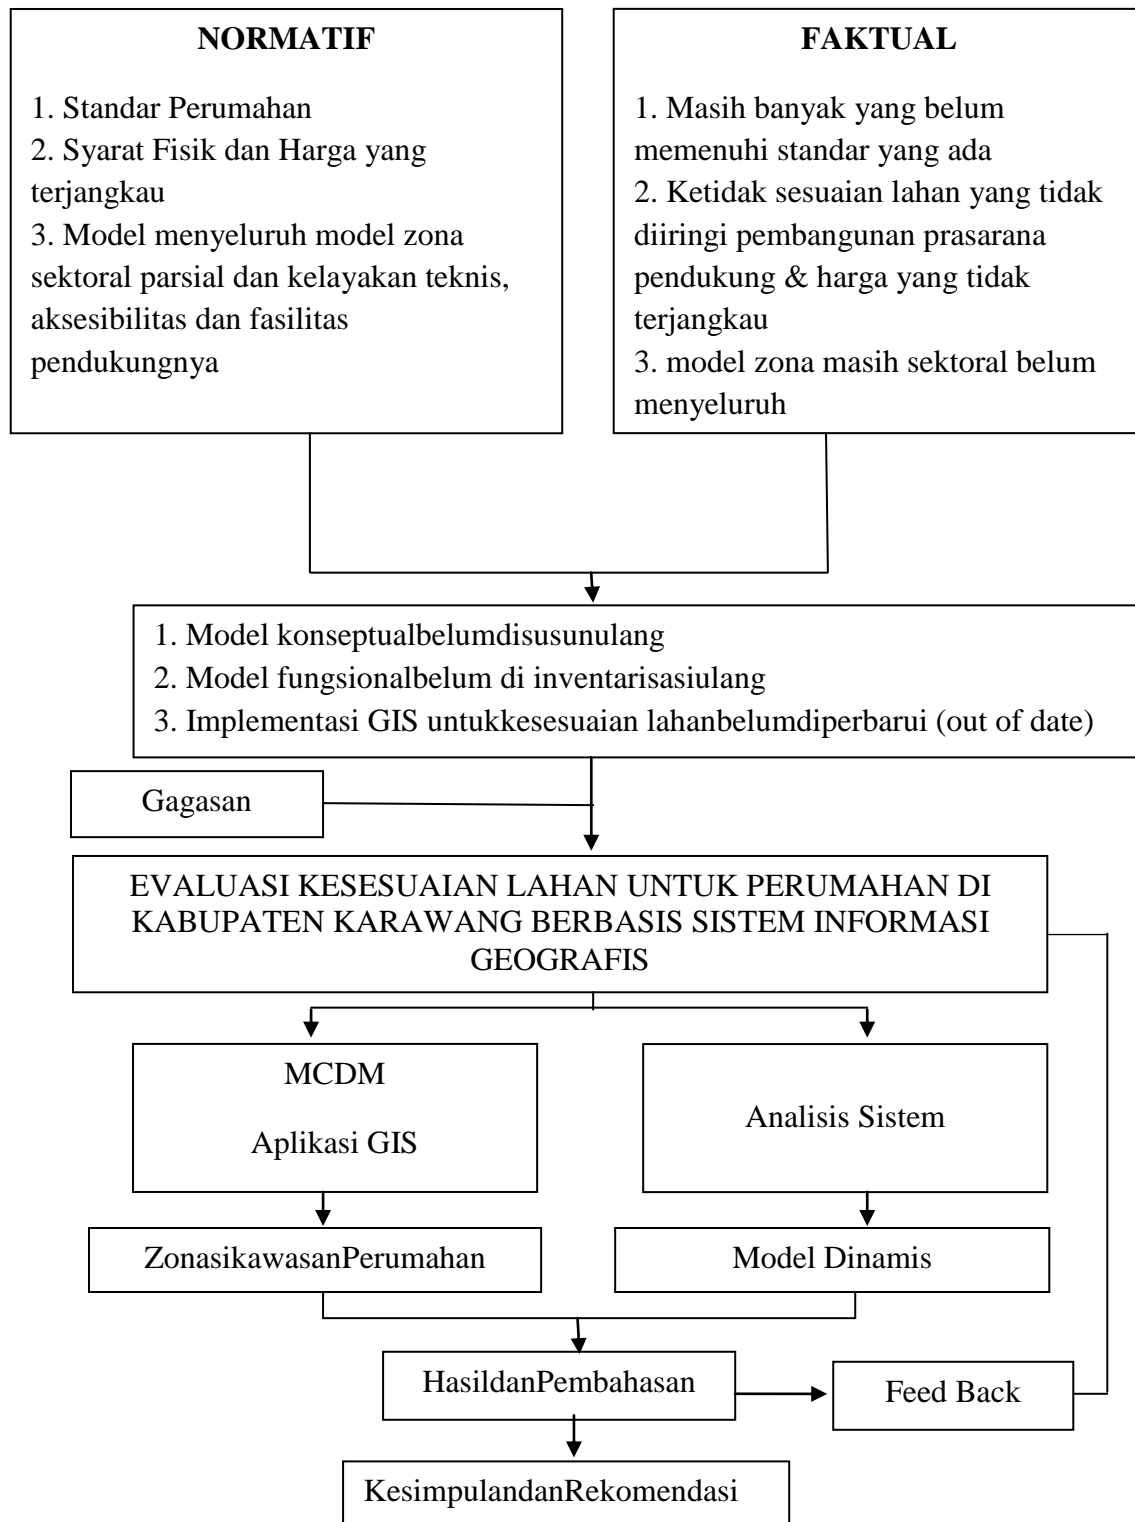 NORMATIF
1. Standar Perumahan
2. Syarat Fisik dan Harga yang
terjangkau
3. Model menyeluruh model zona
sektoral parsial dan kelayakan teknis,
aksesibilitas dan fasilitas
pendukungnya
FAKTUAL
1. Masih banyak yang belum
memenuhi standar yang ada
2. Ketidak sesuaian lahan yang tidak
diiringi pembangunan prasarana
pendukung & harga yang tidak
terjangkau
3. model zona masih sektoral belum
menyeluruh
1. Model konseptualbelumdisusunulang
2. Model fungsionalbelum di inventarisasiulang
3. Implementasi GIS untukkesesuaian lahanbelumdiperbarui (out of date)
Gagasan
EVALUASI KESESUAIAN LAHAN UNTUK PERUMAHAN DI
KABUPATEN KARAWANG BERBASIS SISTEM INFORMASI
GEOGRAFIS
MCDM
Aplikasi GIS
Analisis Sistem
ZonasikawasanPerumahan
Model Dinamis
HasildanPembahasan
Feed Back
KesimpulandanRekomendasi